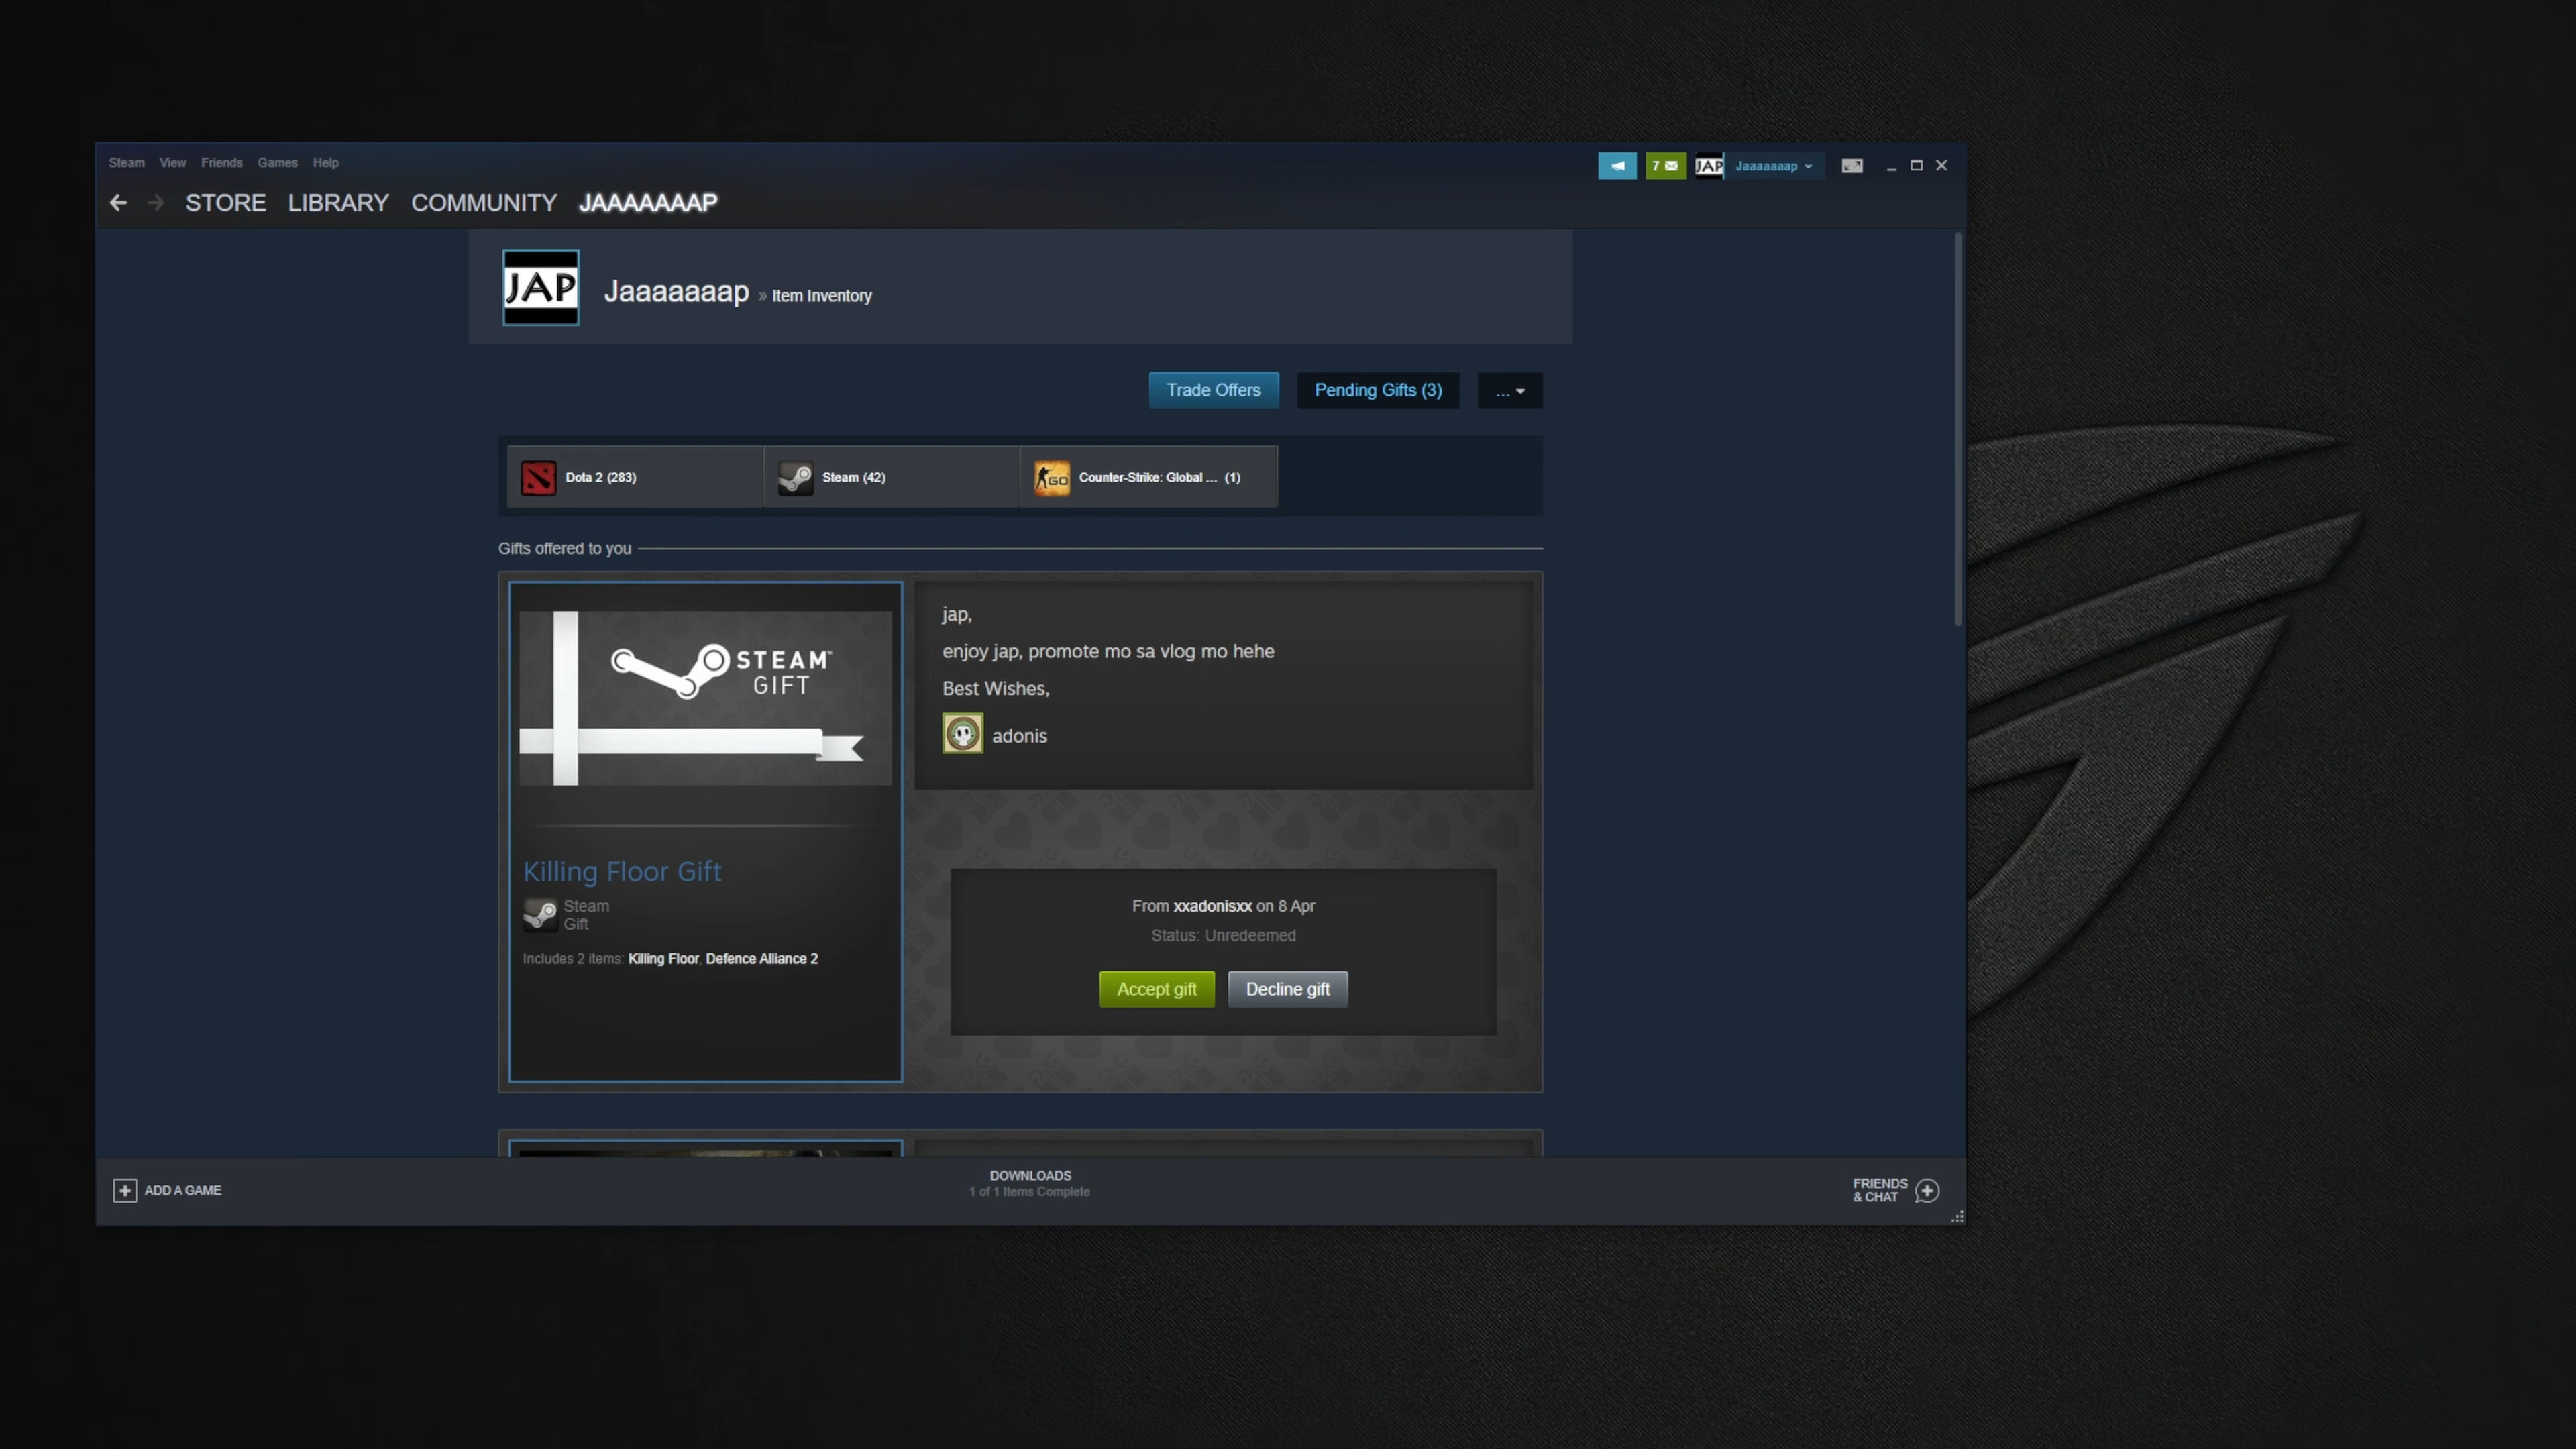 Steam View Friends Games Help
7 JAP Jaaaaaaap
STORE LIBRARY COMMUNITY JAAAAAAAP
JAP
Jaaaaaaap » Item Inventory
Trade Offers Pending Gifts (3) ...
Dota 2 (283) Steam (42) GO Counter-Strike: Global ... (1)
Gifts offered to you
STEAM™
GIFT
jap,
enjoy jap, promote mo sa vlog mo hehe
Best Wishes,
adonis
Killing Floor Gift
Steam
Gift
Includes 2 items: Killing Floor, Defence Alliance 2
From xxadonisxx on 8 Apr
Status: Unredeemed
Accept gift Decline gift
ADD A GAME
DOWNLOADS
1 of 1 Items Complete
FRIENDS
& CHAT